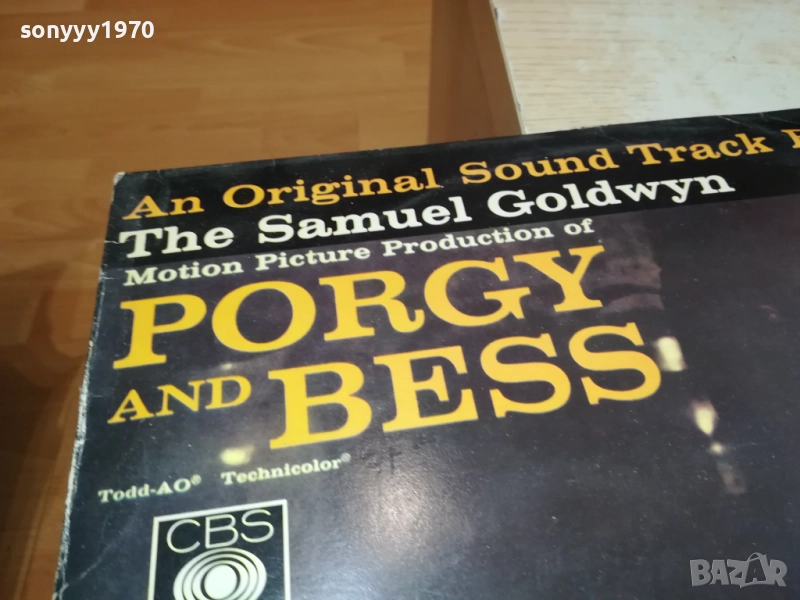 sonyyy1970
An Original Sound Track
The Samuel Goldwyn
Motion Picture Production of
PORGY
AND BESS
Todd-AO® Technicolor®
CBS
BAZAR